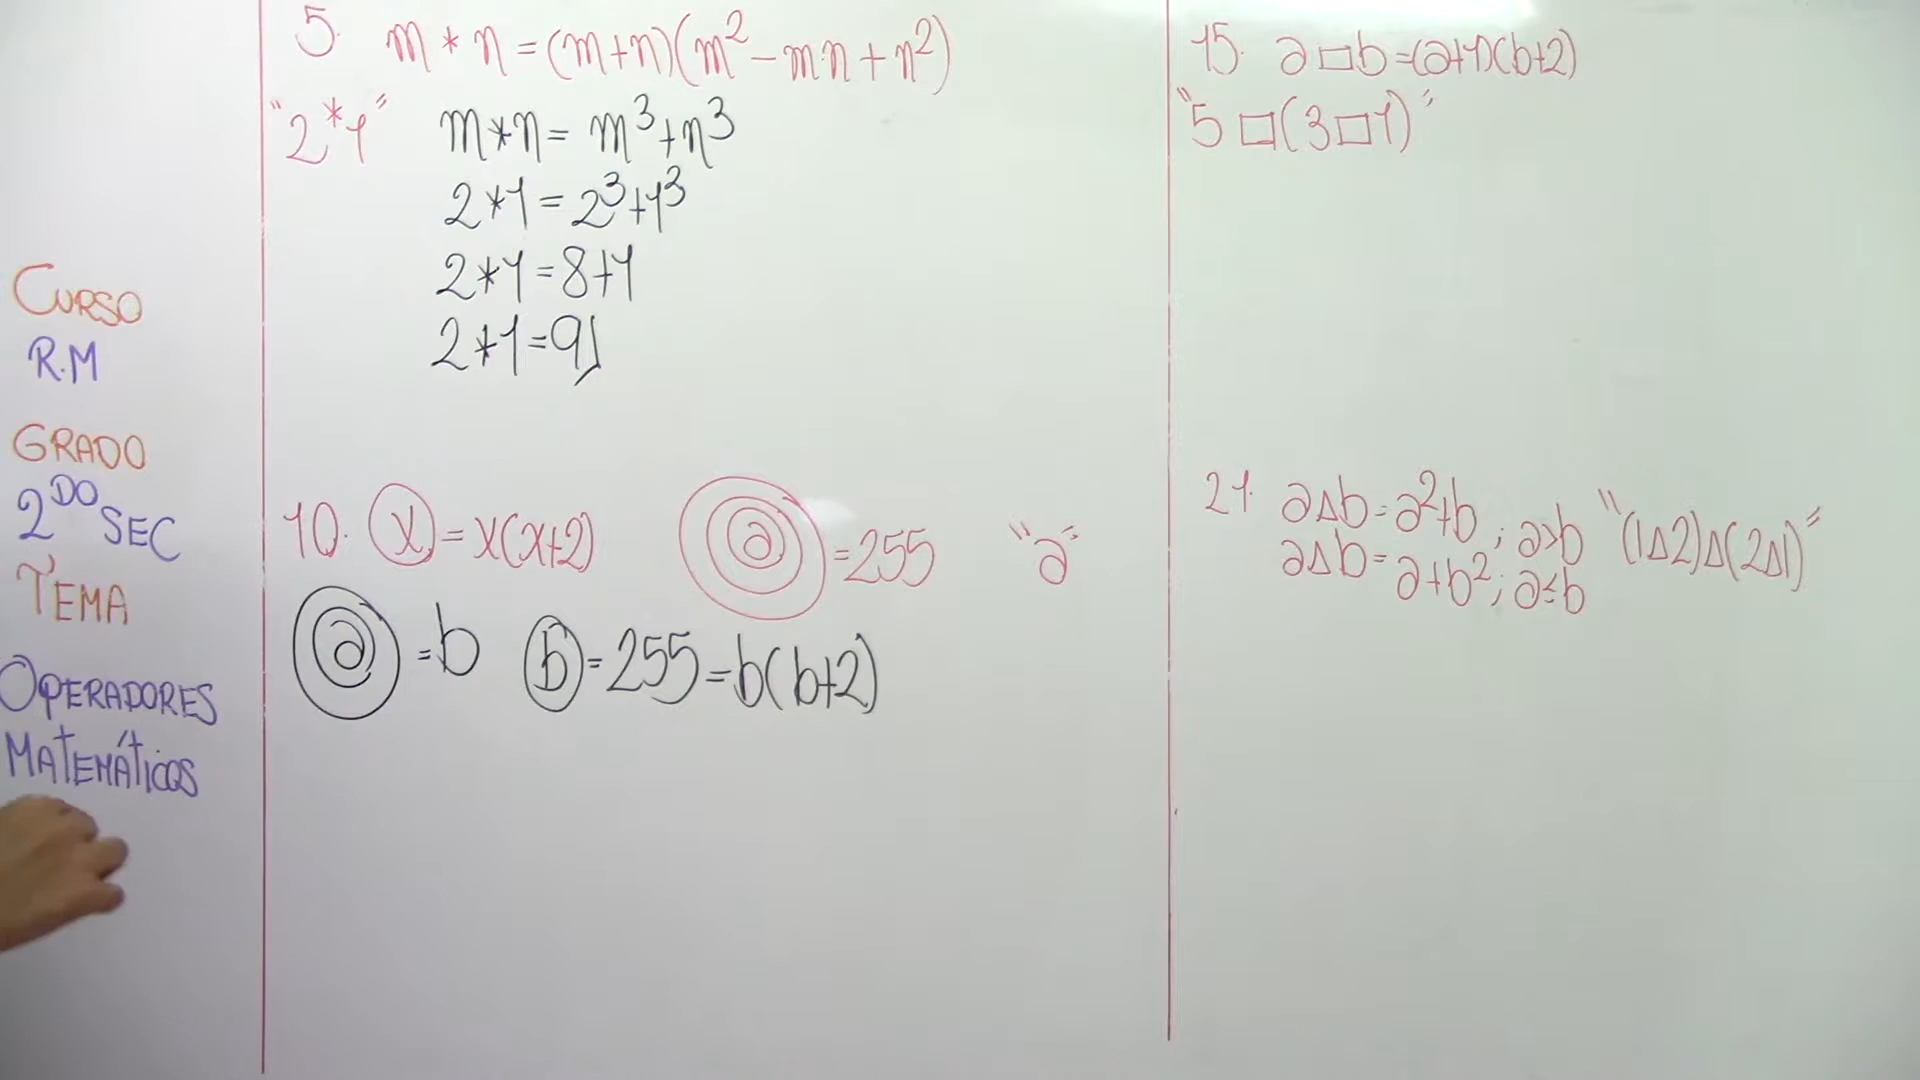 CURSO
R.M
GRADO
2DO SEC
TEMA
OPERADORES
MATEMÁTICOS
5. m * n = (m+n)(m² - m.n + n²)
"2*1"
m*n = m³+n³
2*1 = 2³+1³
2*1 = 8+1
2*1 = 9
10. x = x(x+2) a = 255 "a"
a = b b = 255 = b(b+2)
15. a□b=(a+1)(b+2)
"5□(3□1)"
21. a∆b = a²+b ; a>b "(1∆2)∆(2∆1)"
a∆b = a+b² ; a≤b